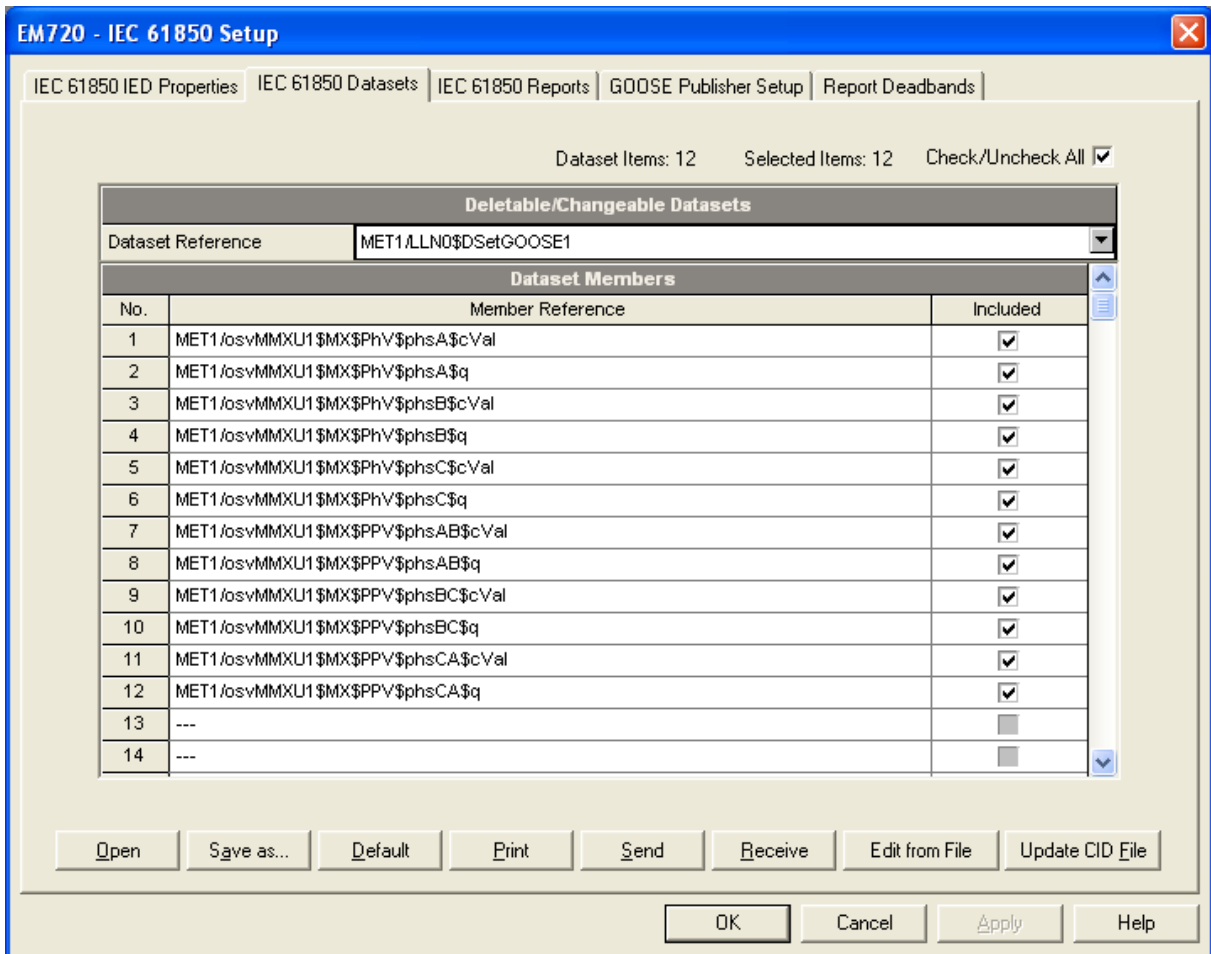 EM720 - IEC 61850 Setup
IEC 61850 IED Properties IEC 61850 Datasets IEC 61850 Reports GOOSE Publisher Setup Report Deadbands
Dataset Items: 12 Selected Items: 12 Check/Uncheck All
Deletable/Changeable Datasets
Dataset Reference MET1/LLN0$DSetGOOSE1
Dataset Members
No. Member Reference Included
1 MET1/osvMMXU1$MX$PhV$phsA$cVal
2 MET1/osvMMXU1$MX$PhV$phsA$q
3 MET1/osvMMXU1$MX$PhV$phsB$cVal
4 MET1/osvMMXU1$MX$PhV$phsB$q
5 MET1/osvMMXU1$MX$PhV$phsC$cVal
6 MET1/osvMMXU1$MX$PhV$phsC$q
7 MET1/osvMMXU1$MX$PPV$phsAB$cVal
8 MET1/osvMMXU1$MX$PPV$phsAB$q
9 MET1/osvMMXU1$MX$PPV$phsBC$cVal
10 MET1/osvMMXU1$MX$PPV$phsBC$q
11 MET1/osvMMXU1$MX$PPV$phsCA$cVal
12 MET1/osvMMXU1$MX$PPV$phsCA$q
13 ---
14 ---
Open Save as... Default Print Send Receive Edit from File Update CID File
OK Cancel Apply Help